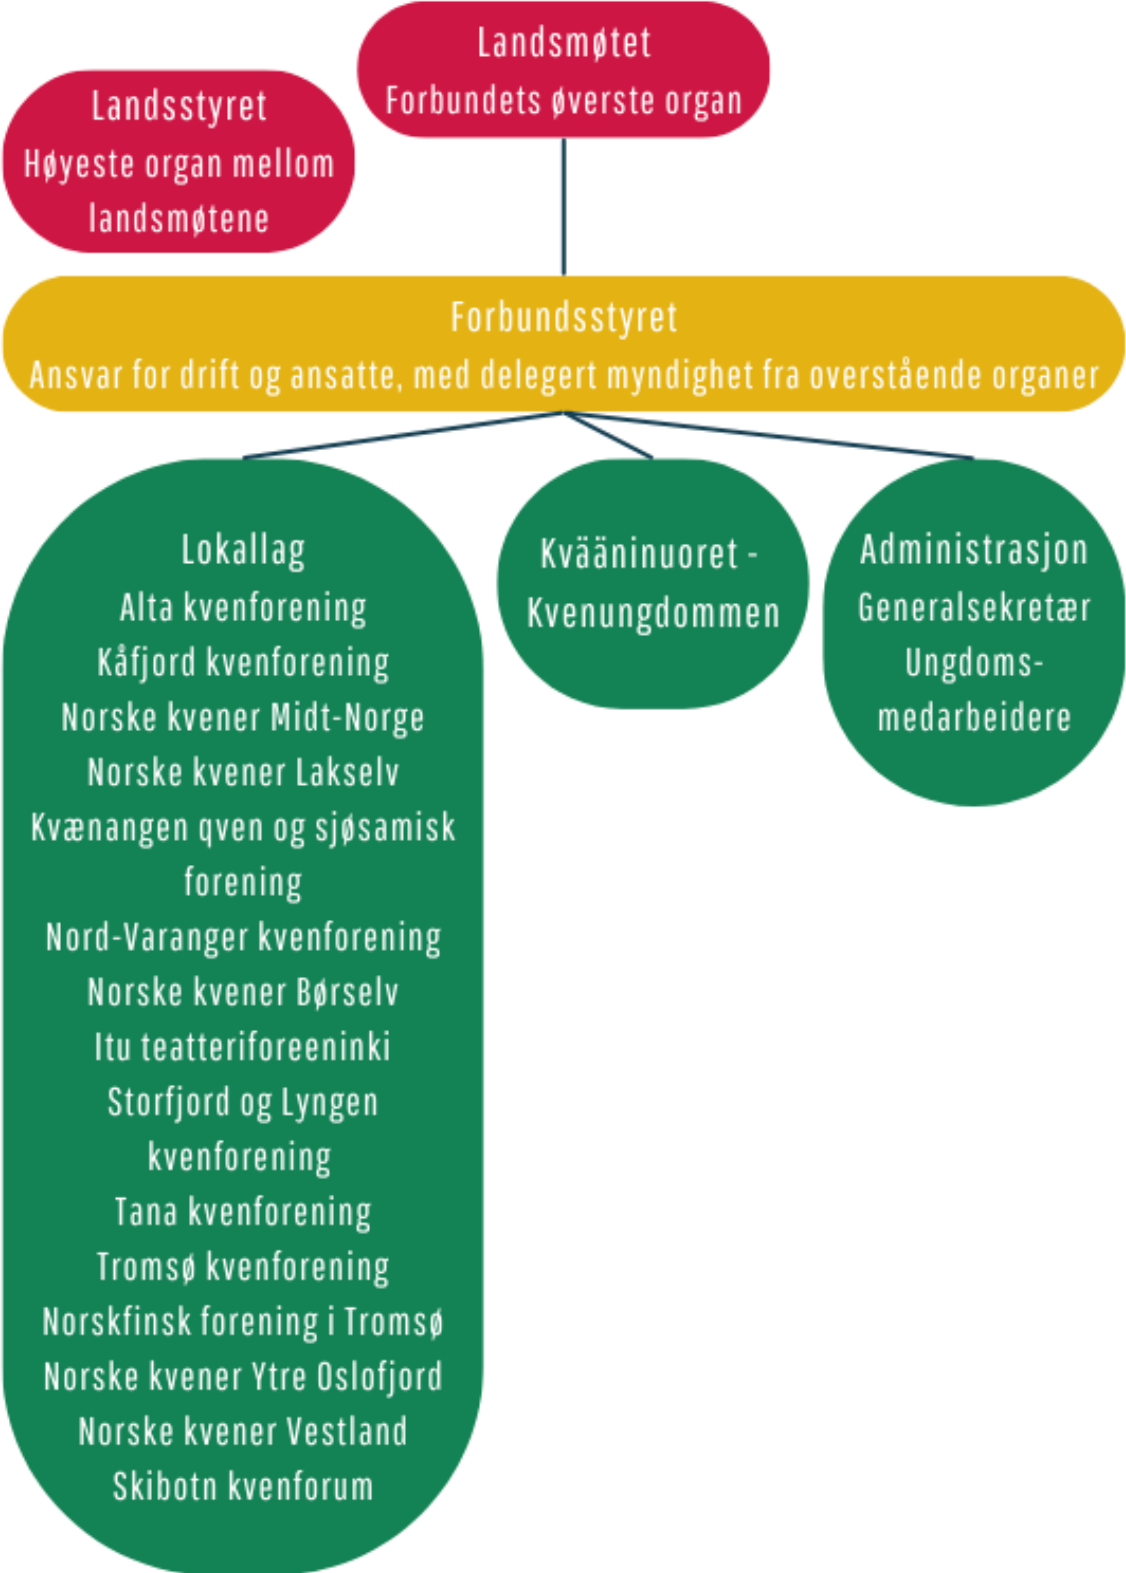 Landsmøtet
Forbundets øverste organ
Landsstyret
Høyeste organ mellom
landsmøtene
Forbundsstyret
Ansvar for drift og ansatte, med delegert myndighet fra overstående organer
Lokallag
Alta kvenforening
Kåfjord kvenforening
Norske kvener Midt-Norge
Norske kvener Lakselv
Kvænangen qven og sjøsamisk
forening
Nord-Varanger kvenforening
Norske kvener Børselv
Itu teatteriforeeninki
Storfjord og Lyngen
kvenforening
Tana kvenforening
Tromsø kvenforening
Norskfinsk forening i Tromsø
Norske kvener Ytre Oslofjord
Norske kvener Vestland
Skibotn kvenforum
Kvääninuoret -
Kvenungdommen
Administrasjon
Generalsekretær
Ungdoms-
medarbeidere